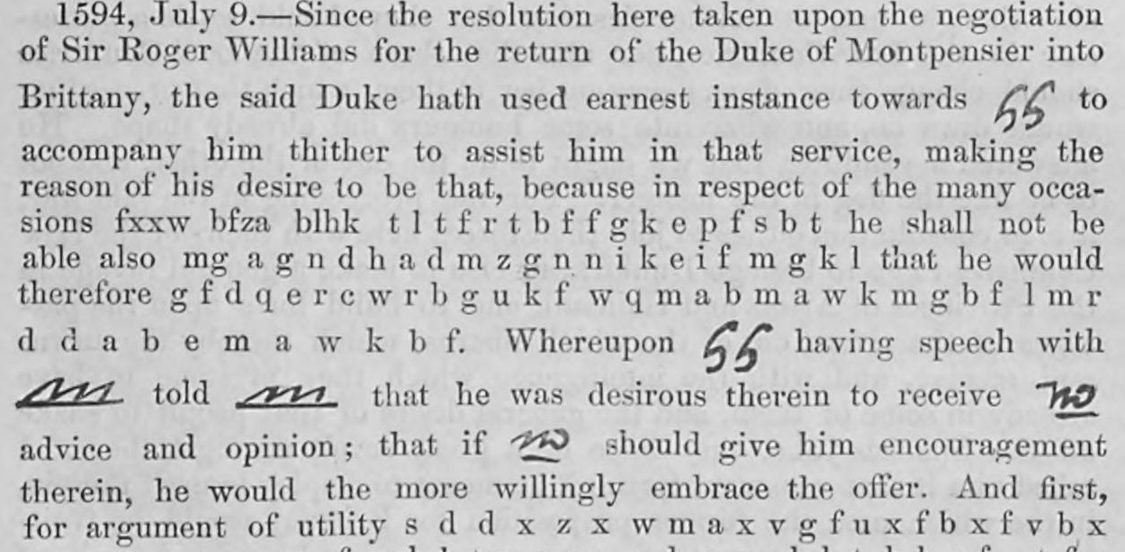 1594, July 9.—Since the resolution here taken upon the negotiation
of Sir Roger Williams for the return of the Duke of Montpensier into
Brittany, the said Duke hath used earnest instance towards to
accompany him thither to assist him in that service, making the
reason of his desire to be that, because in respect of the many occa-
sions fxxw bfza blhk t l t f r t b f f g k e p f s b t he shall not be
able also mg a g n d h a d m z g n n i k e i f m g k l that he would
therefore g f d q e r c w r b g u k f w q m a b m a w k m g b f l m r
d d a b e m a w k b f. Whereupon having speech with
told that he was desirous therein to receive
advice and opinion ; that if should give him encouragement
therein, he would the more willingly embrace the offer. And first,
for argument of utility s d d x z x w m a x v g f u x f b x f v b x